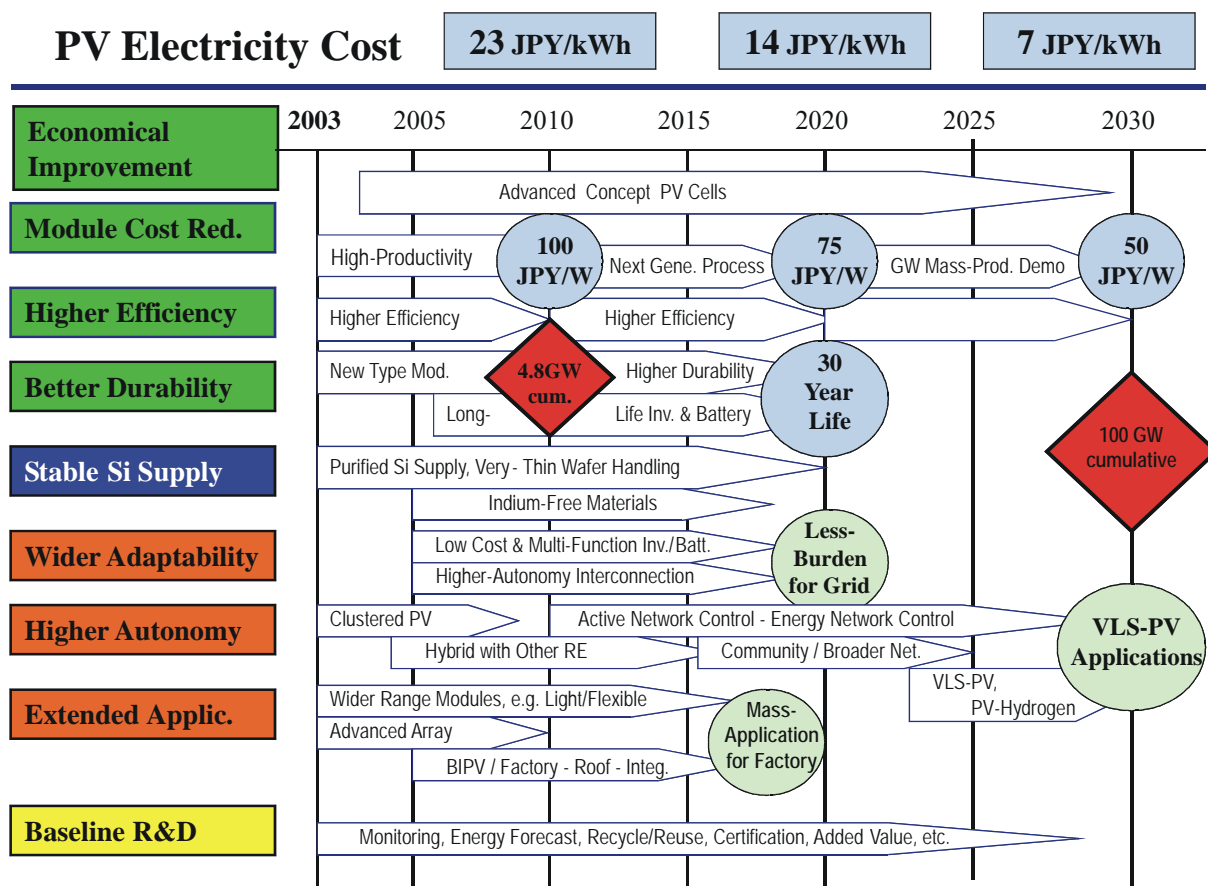 PV Electricity Cost
23 JPY/kWh
14 JPY/kWh
7 JPY/kWh
2003 2005 2010 2015 2020 2025 2030
Economical
Improvement
Advanced Concept PV Cells
Module Cost Red.
High-Productivity
100
JPY/W
Next Gene. Process
75
JPY/W
GW Mass-Prod. Demo
50
JPY/W
Higher Efficiency
Higher Efficiency
Higher Efficiency
Better Durability
New Type Mod.
4.8GW
cum.
Higher Durability
Long-
Life Inv. & Battery
30
Year
Life
100 GW
cumulative
Stable Si Supply
Purified Si Supply, Very - Thin Wafer Handling
Indium-Free Materials
Wider Adaptability
Low Cost & Multi-Function Inv./Batt.
Higher-Autonomy Interconnection
Less-
Burden
for Grid
Higher Autonomy
Clustered PV
Active Network Control - Energy Network Control
Hybrid with Other RE
Community / Broader Net.
VLS-PV
Applications
VLS-PV,
PV-Hydrogen
Extended Applic.
Wider Range Modules, e.g. Light/Flexible
Advanced Array
BIPV / Factory - Roof - Integ.
Mass-
Application
for Factory
Baseline R&D
Monitoring, Energy Forecast, Recycle/Reuse, Certification, Added Value, etc.